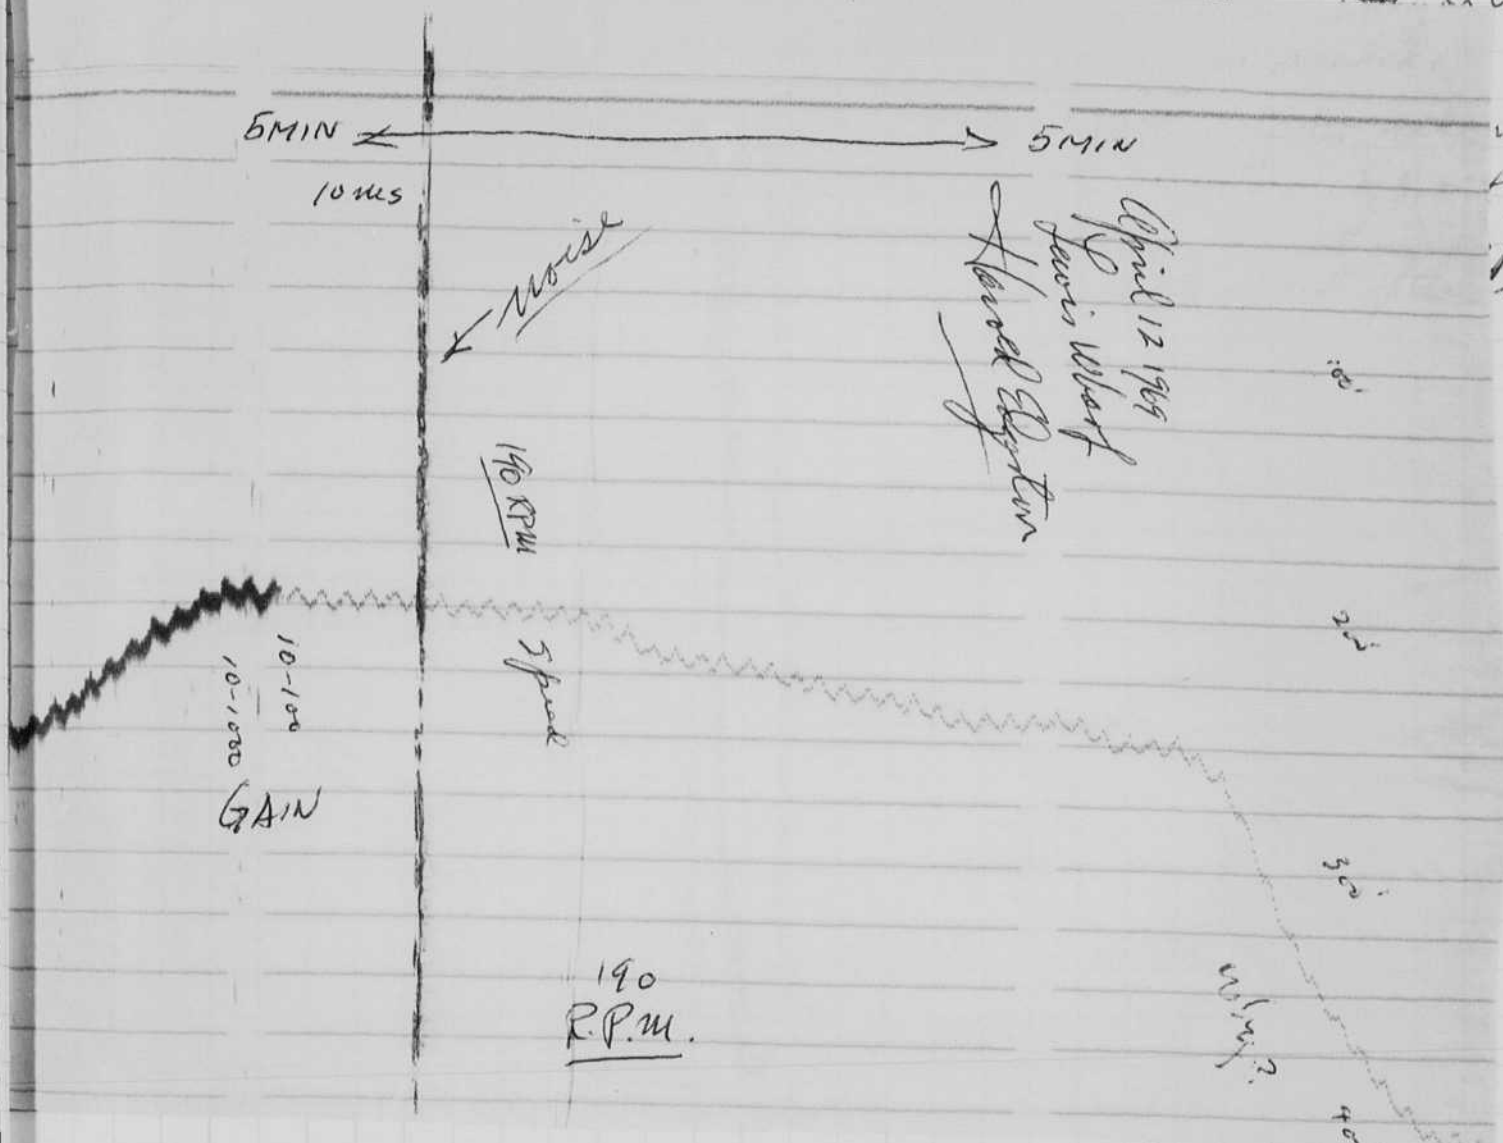 5MIN
5MIN
10 ms
Noise
April 12 1969
Lewis Wharf
Harold Edgerton
190 RPM
Speed
20'
30'
40
10-100
10-1000
GAIN
190
R.P.M.